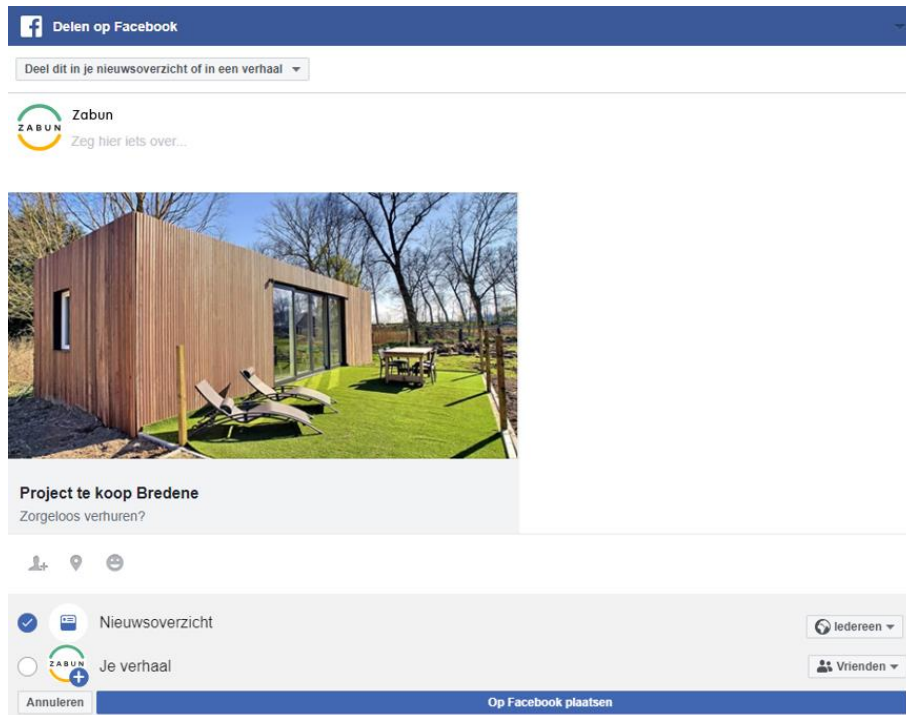 Delen op Facebook
Deel dit in je nieuwsoverzicht of in een verhaal
ZABUN
Zabun
Zeg hier iets over...
Project te koop Bredene
Zorgeloos verhuren?
Nieuwsoverzicht
Iedereen
ZABUN
Je verhaal
Vrienden
Annuleren
Op Facebook plaatsen